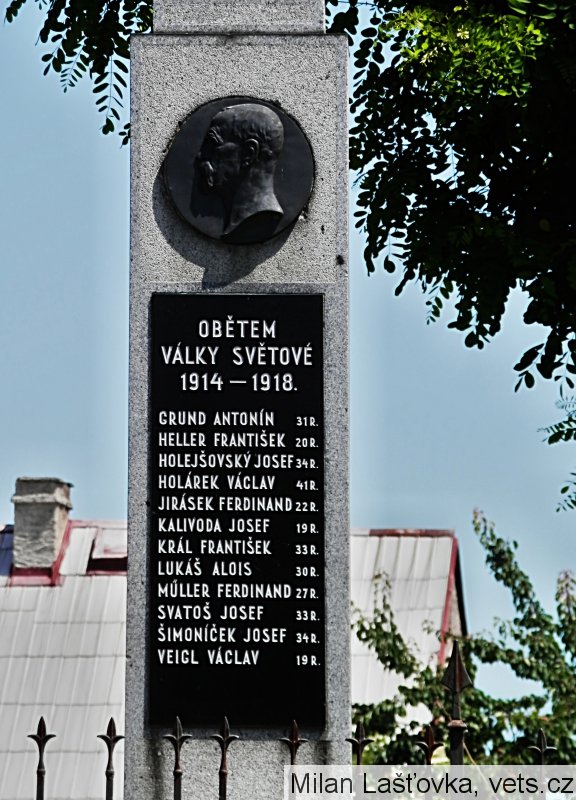 OBĚTEM
VÁLKY SVĚTOVÉ
1914 — 1918.
GRUND ANTONÍN 31 R.
HELLER FRANTIŠEK 20 R.
HOLEJŠOVSKÝ JOSEF 34 R.
HOLÁREK VÁCLAV 41 R.
JIRÁSEK FERDINAND 22 R.
KALIVODA JOSEF 19 R.
KRÁL FRANTIŠEK 33 R.
LUKÁŠ ALOIS 30 R.
MŰLLER FERDINAND 27 R.
SVATOŠ JOSEF 33 R.
ŠIMONÍČEK JOSEF 34 R.
VEIGL VÁCLAV 19 R.
Milan Lašťovka, vets.cz